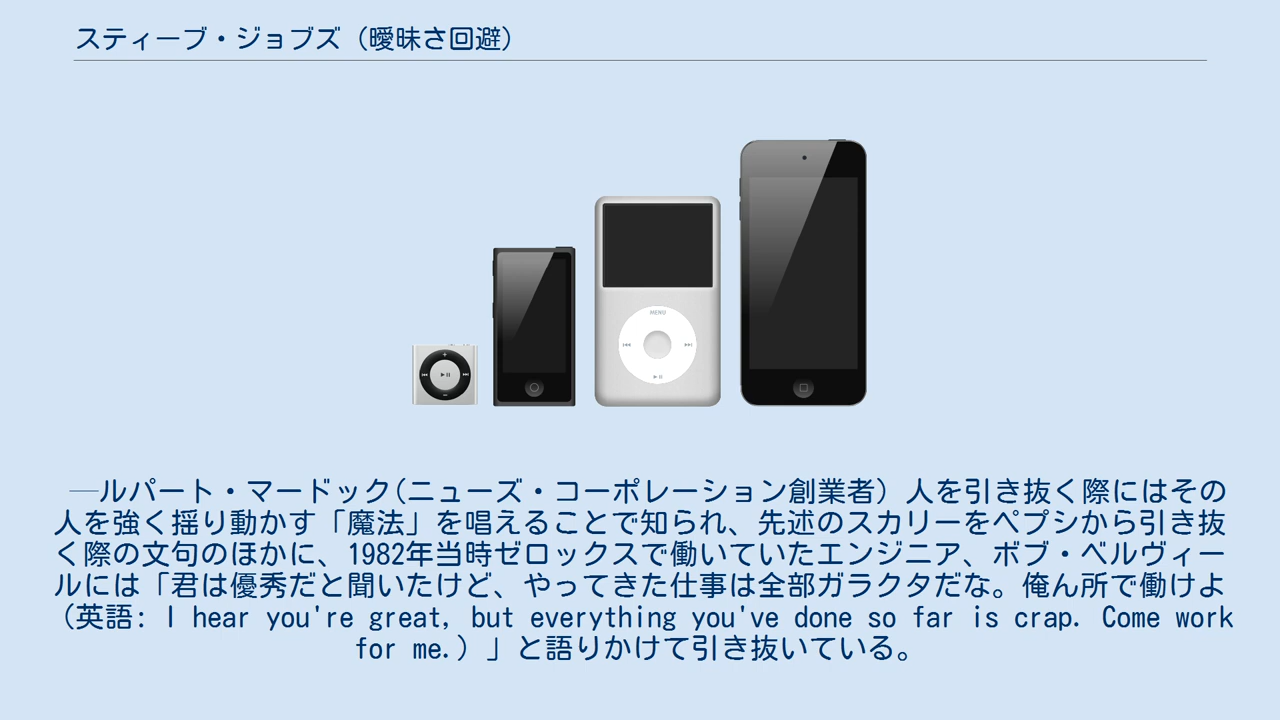 スティーブ・ジョブズ（曖昧さ回避）
MENU
―ルパート・マードック(ニューズ・コーポレーション創業者）人を引き抜く際にはその
人を強く揺り動かす「魔法」を唱えることで知られ、先述のスカリーをペプシから引き抜
く際の文句のほかに、1982年当時ゼロックスで働いていたエンジニア、ボブ・ベルヴィー
ルには「君は優秀だと聞いたけど、やってきた仕事は全部ガラクタだな。俺ん所で働けよ
（英語: I hear you're great, but everything you've done so far is crap. Come work
for me.）」と語りかけて引き抜いている。